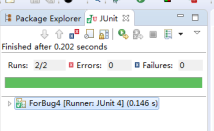 Package Explorer JUnit
Finished after 0.202 seconds
Runs: 2/2 Errors: 0 Failures: 0
ForBug4 [Runner: JUnit 4] (0.146 s)